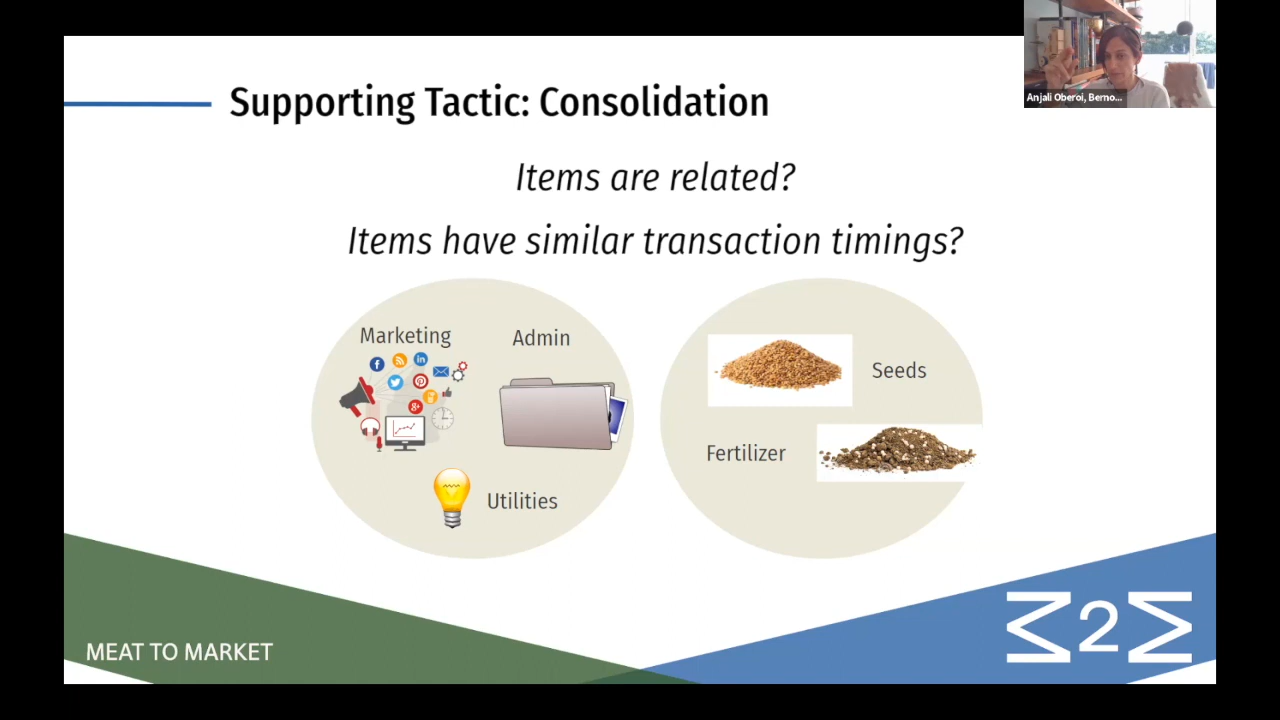 Anjali Oberoi, Berno...
Supporting Tactic: Consolidation
Items are related?
Items have similar transaction timings?
Marketing
Admin
Utilities
Seeds
Fertilizer
MEAT TO MARKET
M2M